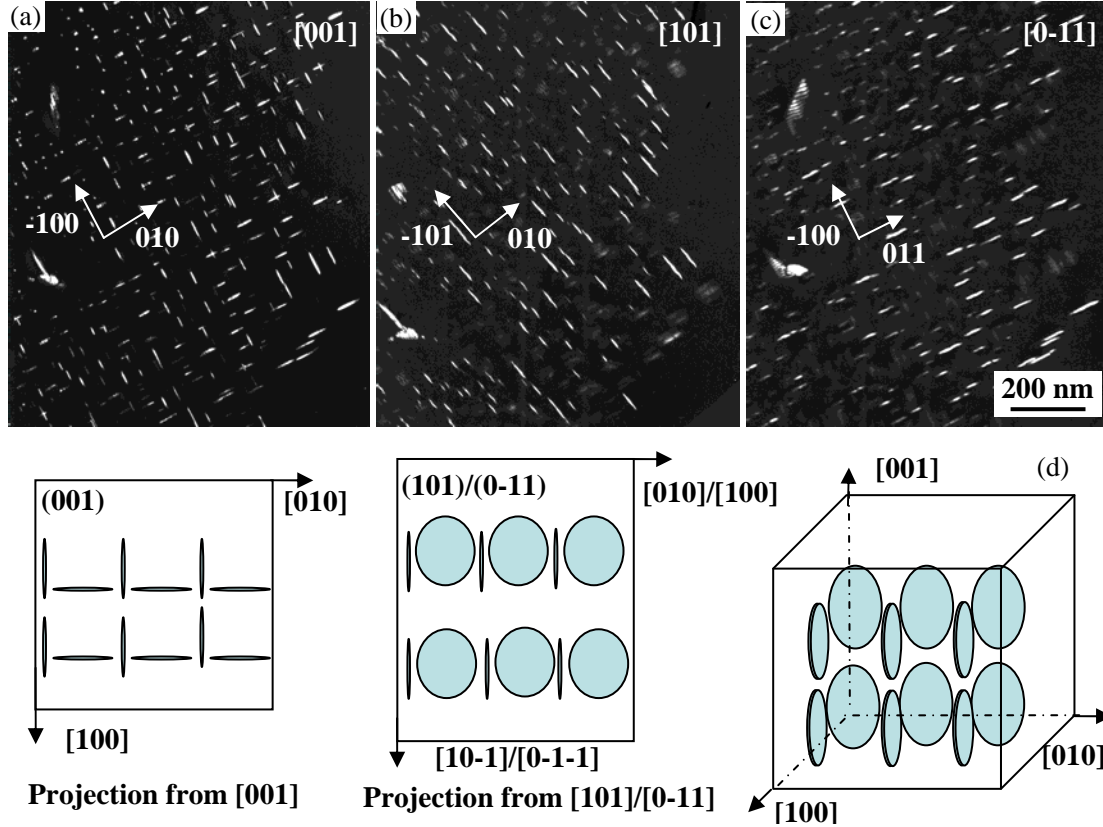 (a)
[001]
-100
010
(b)
[101]
-101
010
(c)
[0-11]
-100
011
200 nm
(001)
[010]
[100]
Projection from [001]
(101)/(0-11)
[010]/[100]
[10-1]/[0-1-1]
Projection from [101]/[0-11]
(d)
[001]
[010]
[100]